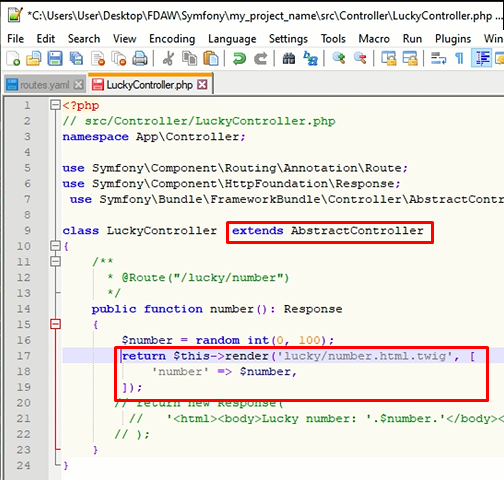 *C:\Users\User\Desktop\FDAW\Symfony\my_project_name\src\Controller\LuckyController.php -
File Edit Search View Encoding Language Settings Tools Macro Run Plugins Win
routes.yaml LuckyController.php
1 <?php
2 // src/Controller/LuckyController.php
3 namespace App\Controller;
4
5 use Symfony\Component\Routing\Annotation\Route;
6 use Symfony\Component\HttpFoundation\Response;
7 use Symfony\Bundle\FrameworkBundle\Controller\AbstractContr
8
9 class LuckyController extends AbstractController
10 {
11 /**
12 * @Route("/lucky/number")
13 */
14 public function number(): Response
15 {
16 $number = random_int(0, 100);
17 return $this->render('lucky/number.html.twig', [
18 'number' => $number,
19 ]);
20 // return new Response(
21 // '<html><body>Lucky number: '.$number.'</body><
22 // );
23 }
24 }